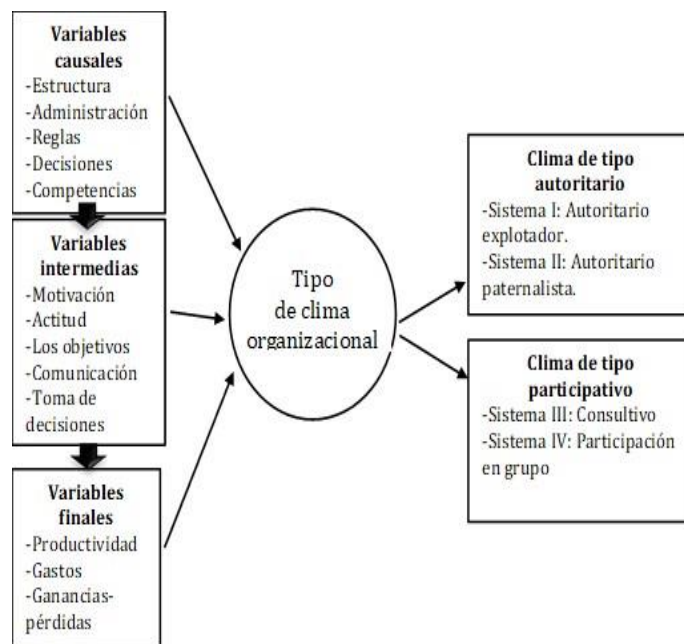 Variables
causales
-Estructura
-Administración
-Reglas
-Decisiones
-Competencias
Variables
intermedias
-Motivación
-Actitud
-Los objetivos
-Comunicación
-Toma de
decisiones
Variables
finales
-Productividad
-Gastos
-Ganancias-
pérdidas
Tipo
de clima
organizacional
Clima de tipo
autoritario
-Sistema I: Autoritario
explotador.
-Sistema II: Autoritario
paternalista.
Clima de tipo
participativo
-Sistema III: Consultivo
-Sistema IV: Participación
en grupo